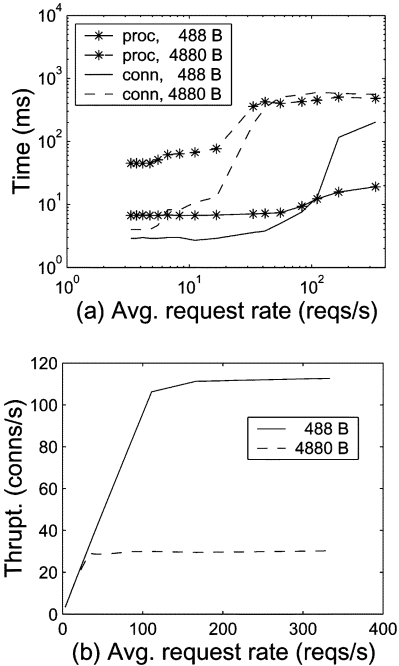 10^4
10^3
10^2
10^1
10^0
Time (ms)
proc, 488 B
proc, 4880 B
conn, 488 B
conn, 4880 B
10^0
10^1
10^2
(a) Avg. request rate (reqs/s)
120
100
80
60
40
20
0
Thrupt. (conns/s)
488 B
4880 B
0
100
200
300
400
(b) Avg. request rate (reqs/s)